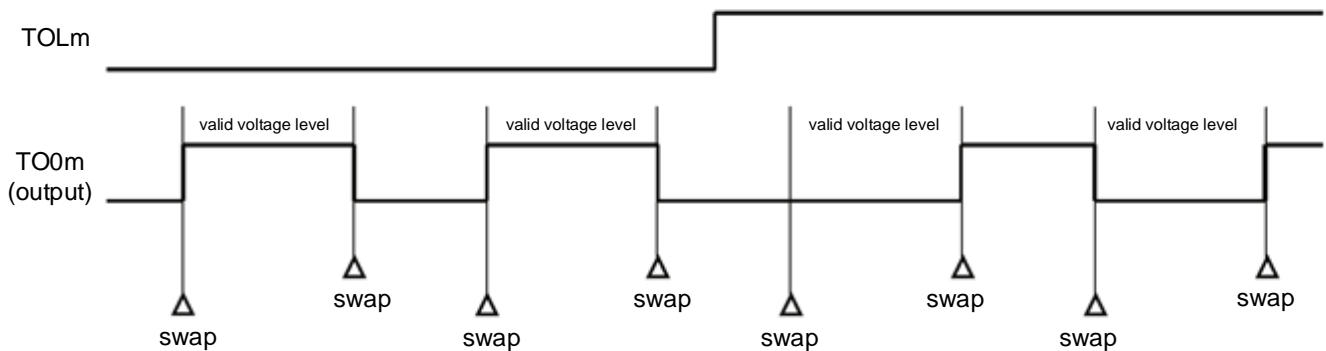 TOLm
valid voltage level valid voltage level valid voltage level valid voltage level
TO0m
(output)
swap swap swap swap
swap swap swap swap